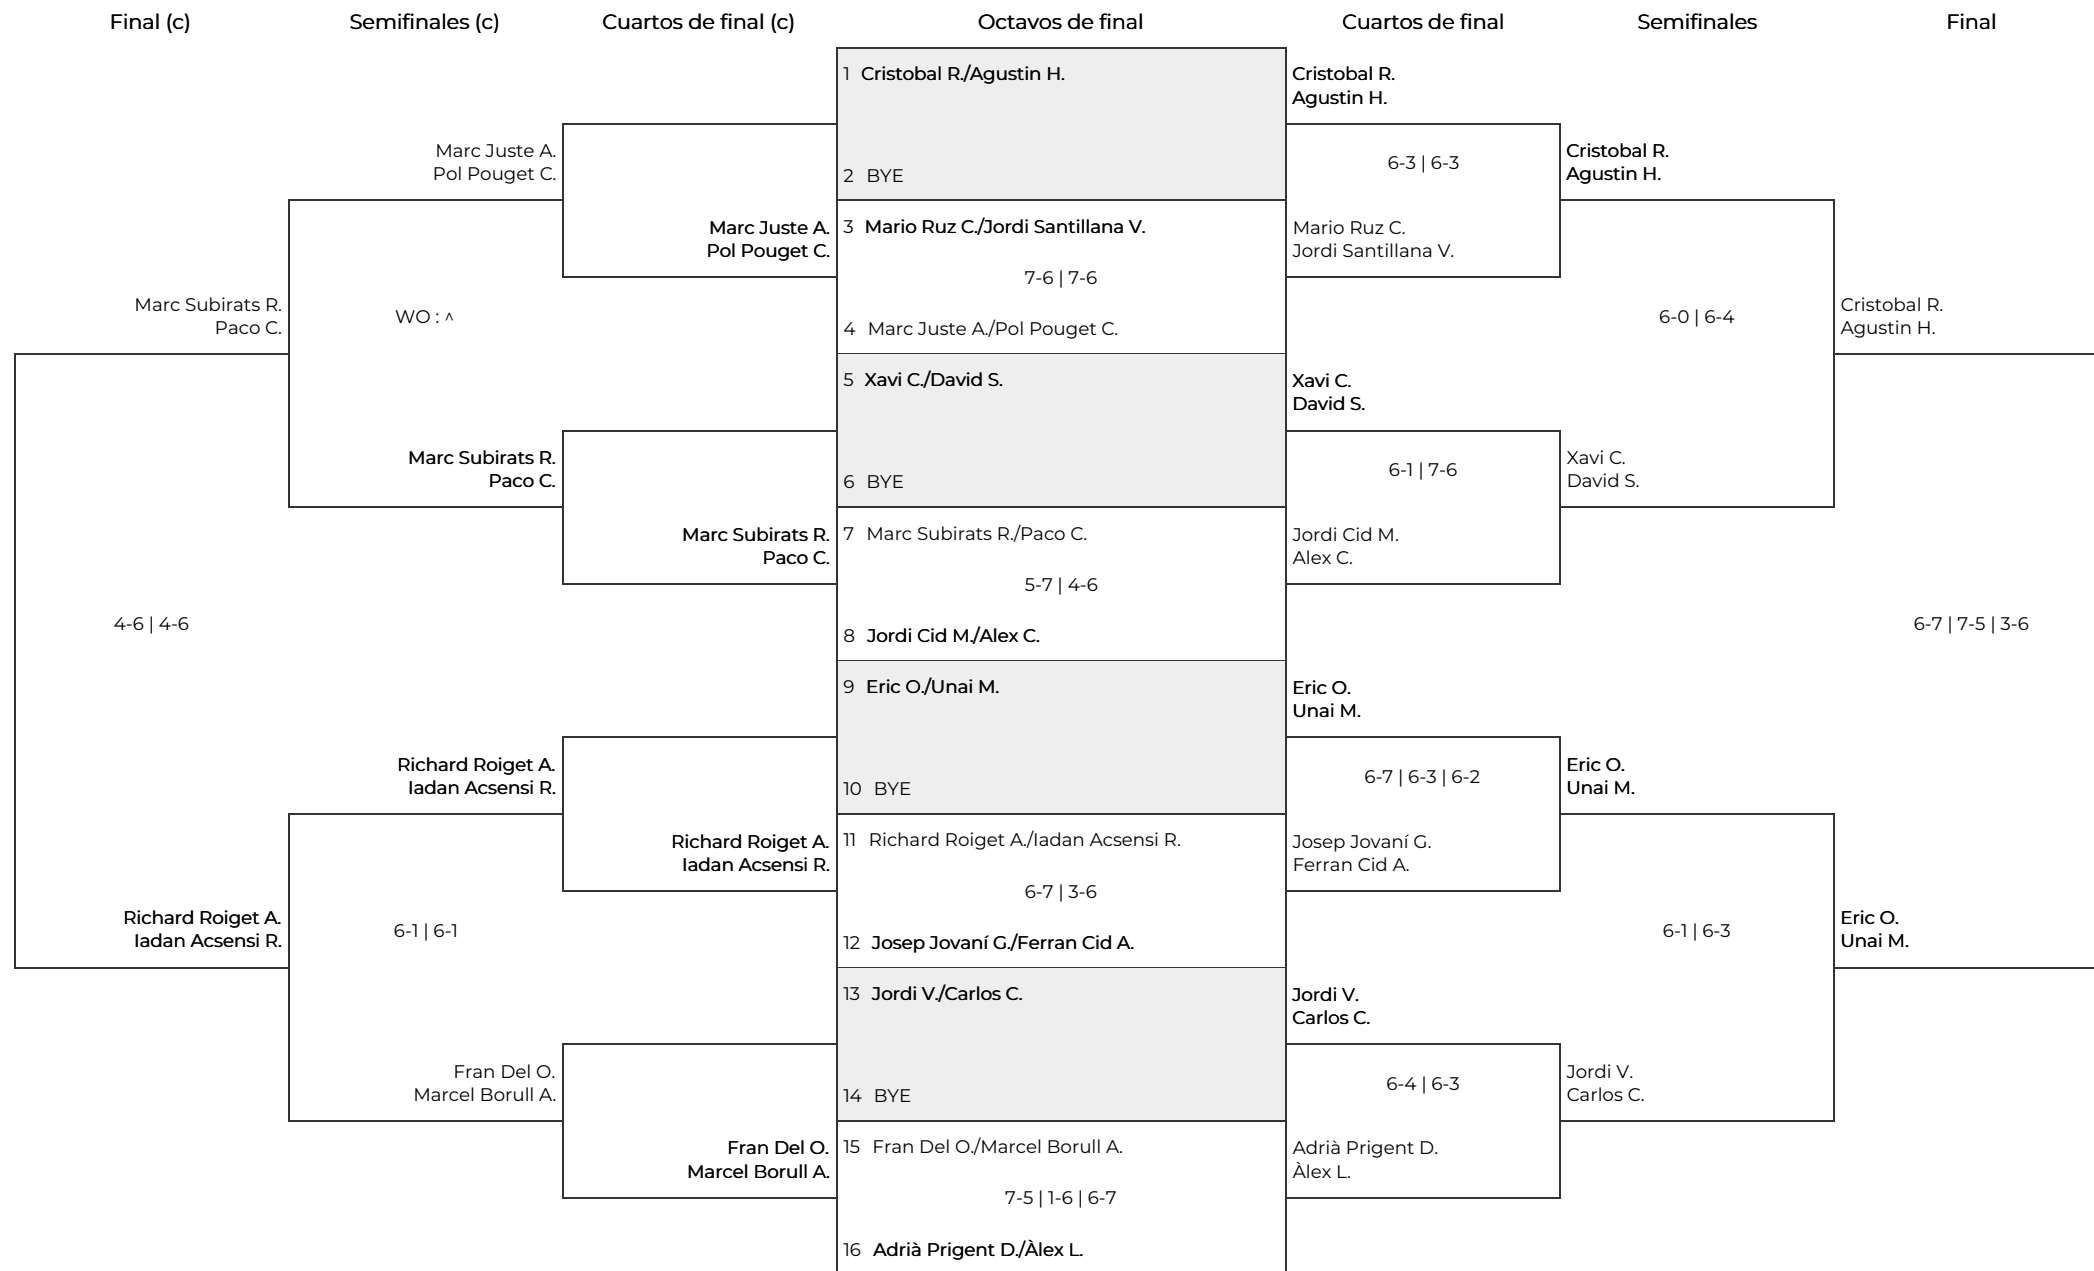 Final (c)
Semifinales (c)
Cuartos de final (c)
Octavos de final
Cuartos de final
Semifinales
Final
Marc Subirats R.
Paco C.
4-6 | 4-6
Richard Roiget A.
Iadan Acsensi R.
Marc Juste A.
Pol Pouget C.
WO : ^
Marc Subirats R.
Paco C.
Richard Roiget A.
Iadan Acsensi R.
6-1 | 6-1
Fran Del O.
Marcel Borull A.
Marc Juste A.
Pol Pouget C.
Marc Subirats R.
Paco C.
Richard Roiget A.
Iadan Acsensi R.
Fran Del O.
Marcel Borull A.
1 Cristobal R./Agustin H.
2 BYE
3 Mario Ruz C./Jordi Santillana V.
7-6 | 7-6
4 Marc Juste A./Pol Pouget C.
5 Xavi C./David S.
6 BYE
7 Marc Subirats R./Paco C.
5-7 | 4-6
8 Jordi Cid M./Alex C.
9 Eric O./Unai M.
10 BYE
11 Richard Roiget A./Iadan Acsensi R.
6-7 | 3-6
12 Josep Jovaní G./Ferran Cid A.
13 Jordi V./Carlos C.
14 BYE
15 Fran Del O./Marcel Borull A.
7-5 | 1-6 | 6-7
16 Adrià Prigent D./Àlex L.
Cristobal R.
Agustin H.
6-3 | 6-3
Mario Ruz C.
Jordi Santillana V.
Xavi C.
David S.
6-1 | 7-6
Jordi Cid M.
Alex C.
Eric O.
Unai M.
6-7 | 6-3 | 6-2
Josep Jovaní G.
Ferran Cid A.
Jordi V.
Carlos C.
6-4 | 6-3
Adrià Prigent D.
Àlex L.
Cristobal R.
Agustin H.
6-0 | 6-4
Xavi C.
David S.
Eric O.
Unai M.
6-1 | 6-3
Jordi V.
Carlos C.
Cristobal R.
Agustin H.
6-7 | 7-5 | 3-6
Eric O.
Unai M.